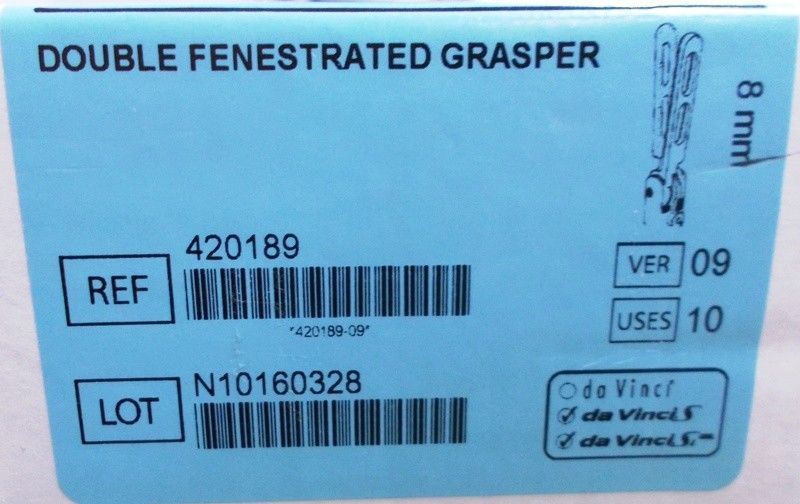 DOUBLE FENESTRATED GRASPER
8 mm
REF
420189
*420189-09*
VER 09
USES 10
LOT
N10160328
da Vinci
da Vinci S
da Vinci Si